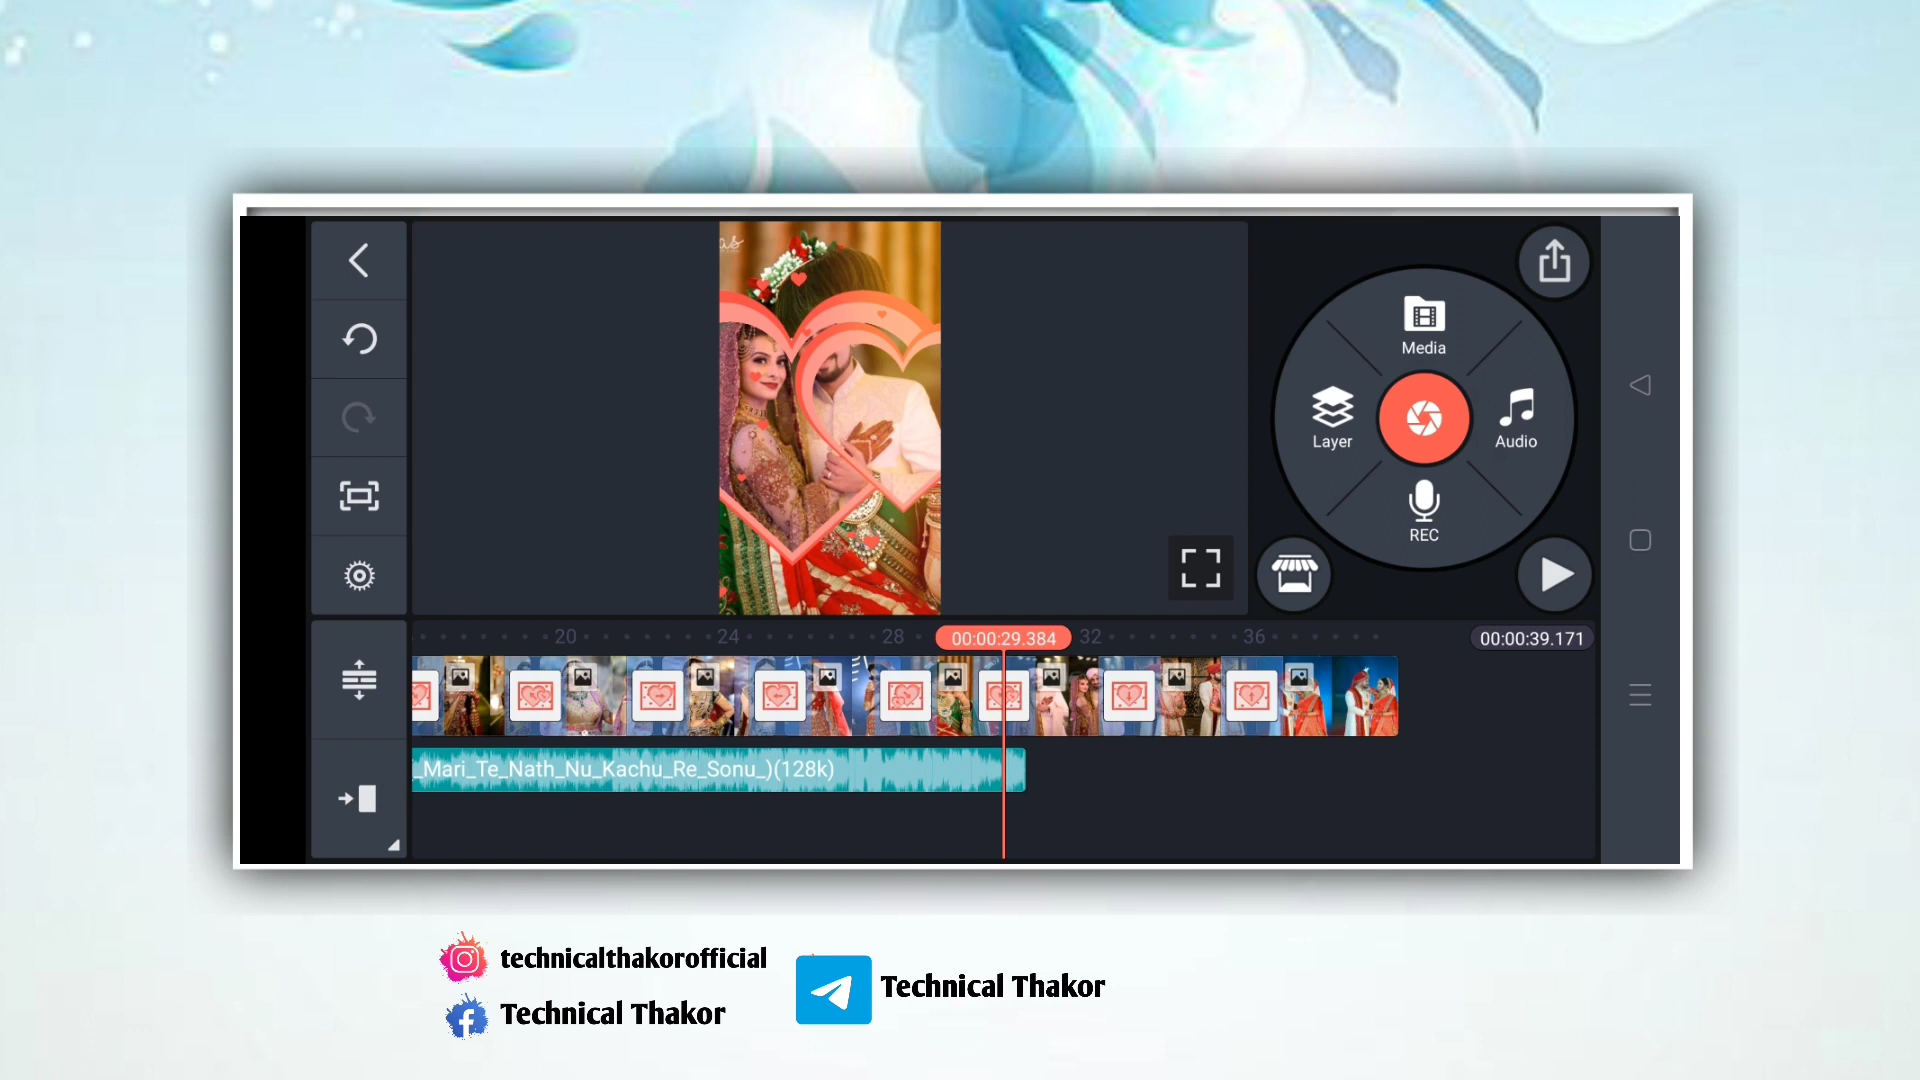 as
Media
Layer
Audio
REC
20
24
28
00:00:29.384
32
36
00:00:39.171
_Mari_Te_Nath_Nu_Kachu_Re_Sonu_)(128k)
technicalthakorofficial
Technical Thakor
Technical Thakor